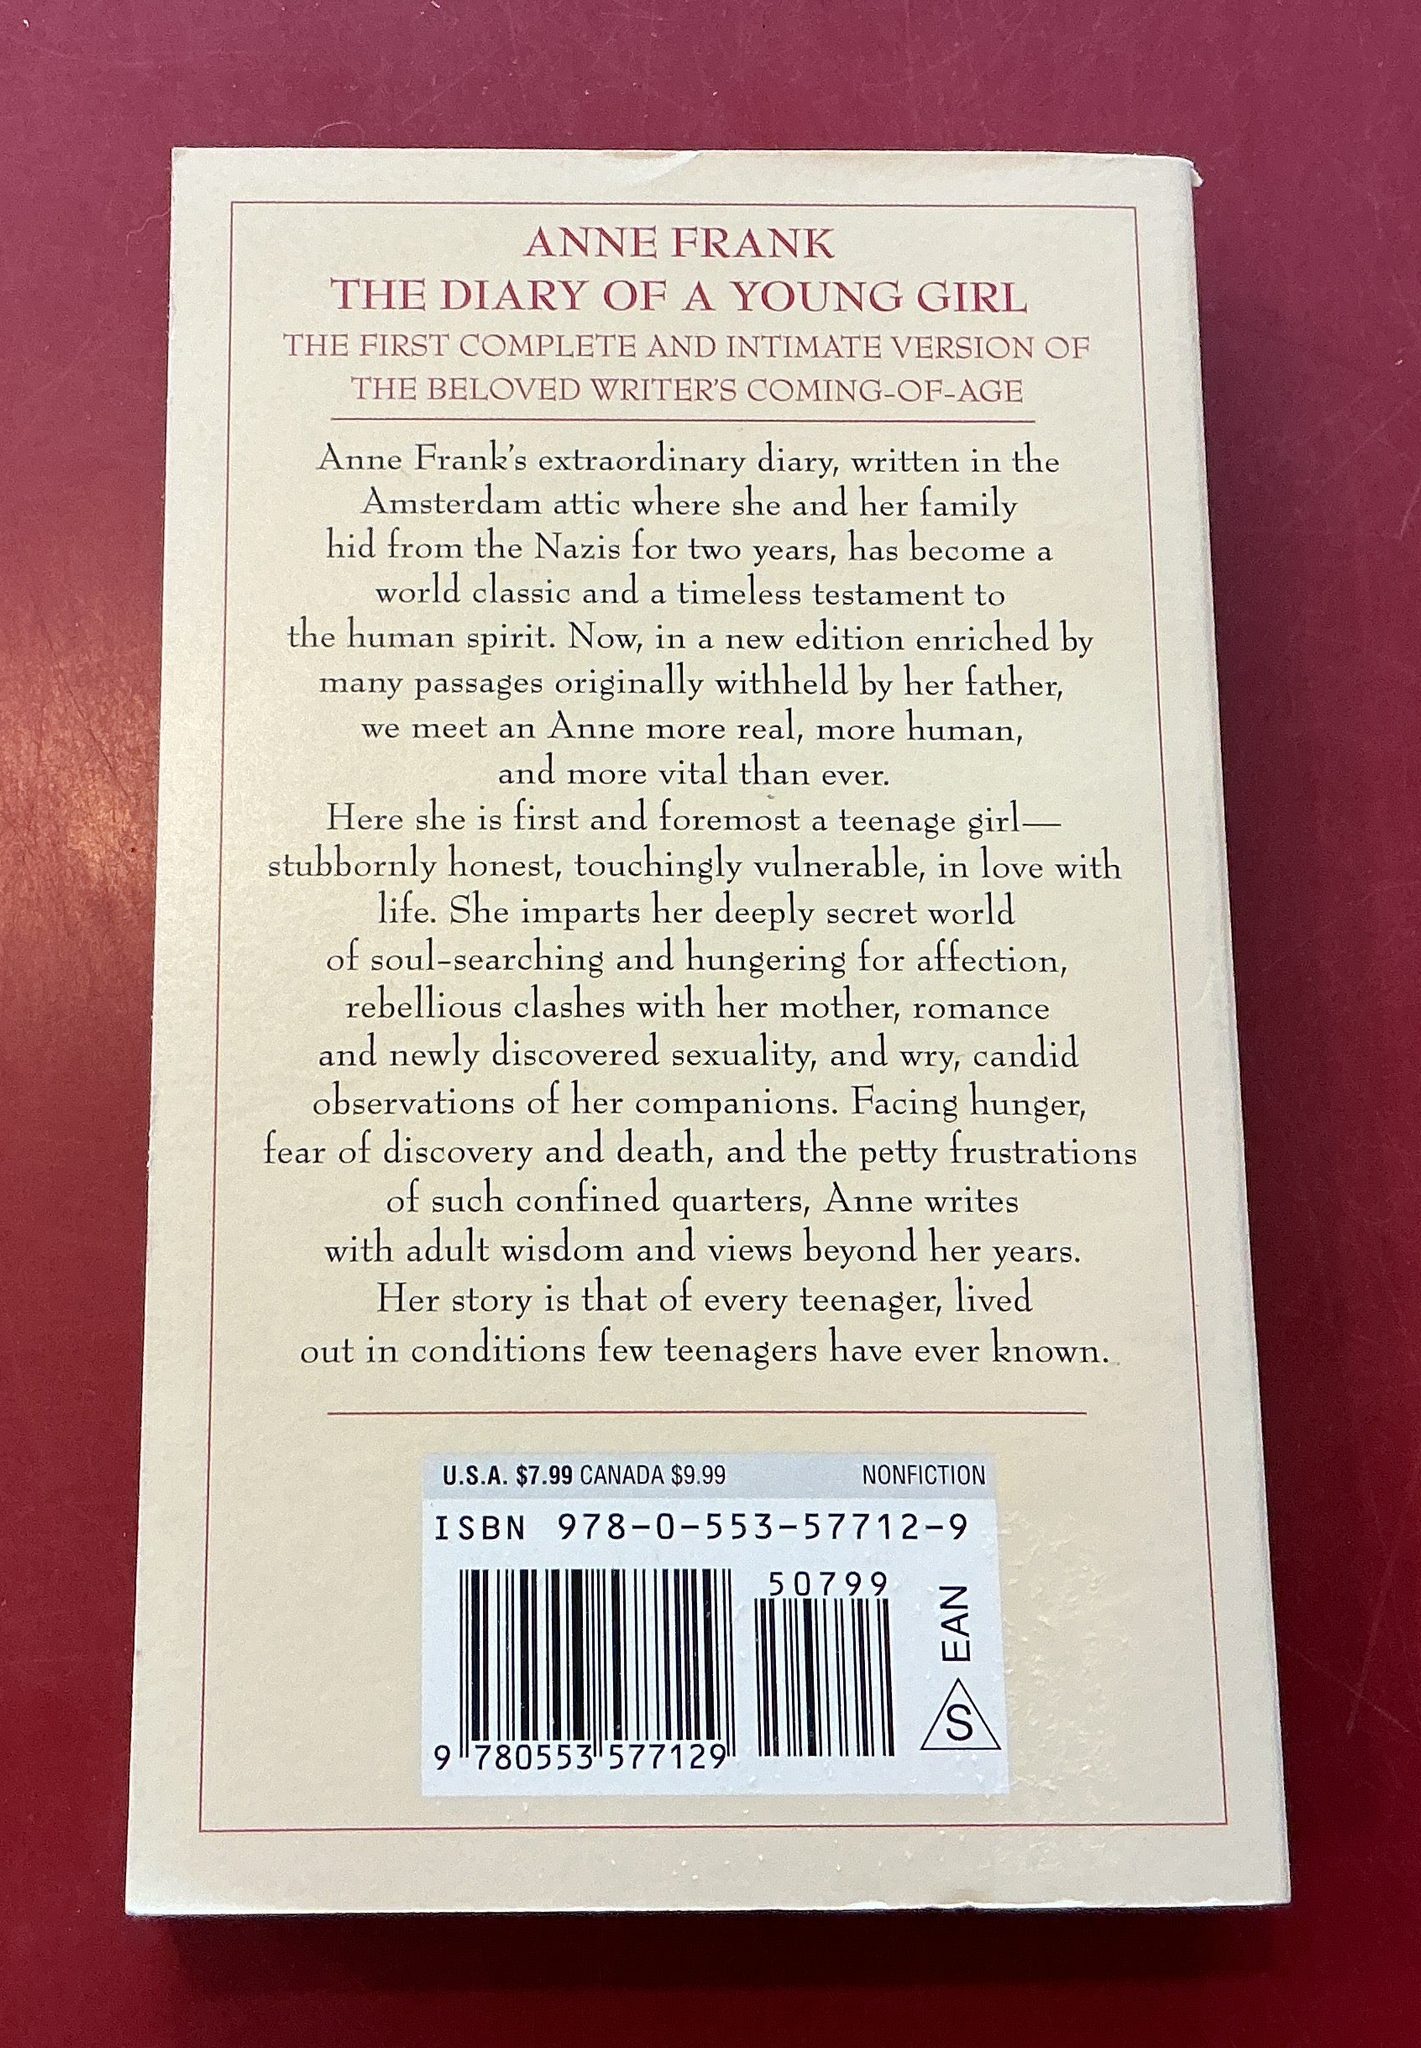 ANNE FRANK
THE DIARY OF A YOUNG GIRL
THE FIRST COMPLETE AND INTIMATE VERSION OF
THE BELOVED WRITER'S COMING-OF-AGE
Anne Frank's extraordinary diary, written in the
Amsterdam attic where she and her family
hid from the Nazis for two years, has become a
world classic and a timeless testament to
the human spirit. Now, in a new edition enriched by
many passages originally withheld by her father,
we meet an Anne more real, more human,
and more vital than ever.
Here she is first and foremost a teenage girl—
stubbornly honest, touchingly vulnerable, in love with
life. She imparts her deeply secret world
of soul-searching and hungering for affection,
rebellious clashes with her mother, romance
and newly discovered sexuality, and wry, candid
observations of her companions. Facing hunger,
fear of discovery and death, and the petty frustrations
of such confined quarters, Anne writes
with adult wisdom and views beyond her years.
Her story is that of every teenager, lived
out in conditions few teenagers have ever known.
U.S.A. $7.99 CANADA $9.99 NONFICTION
ISBN 978-0-553-57712-9
50799
9 780553 577129
EAN
S